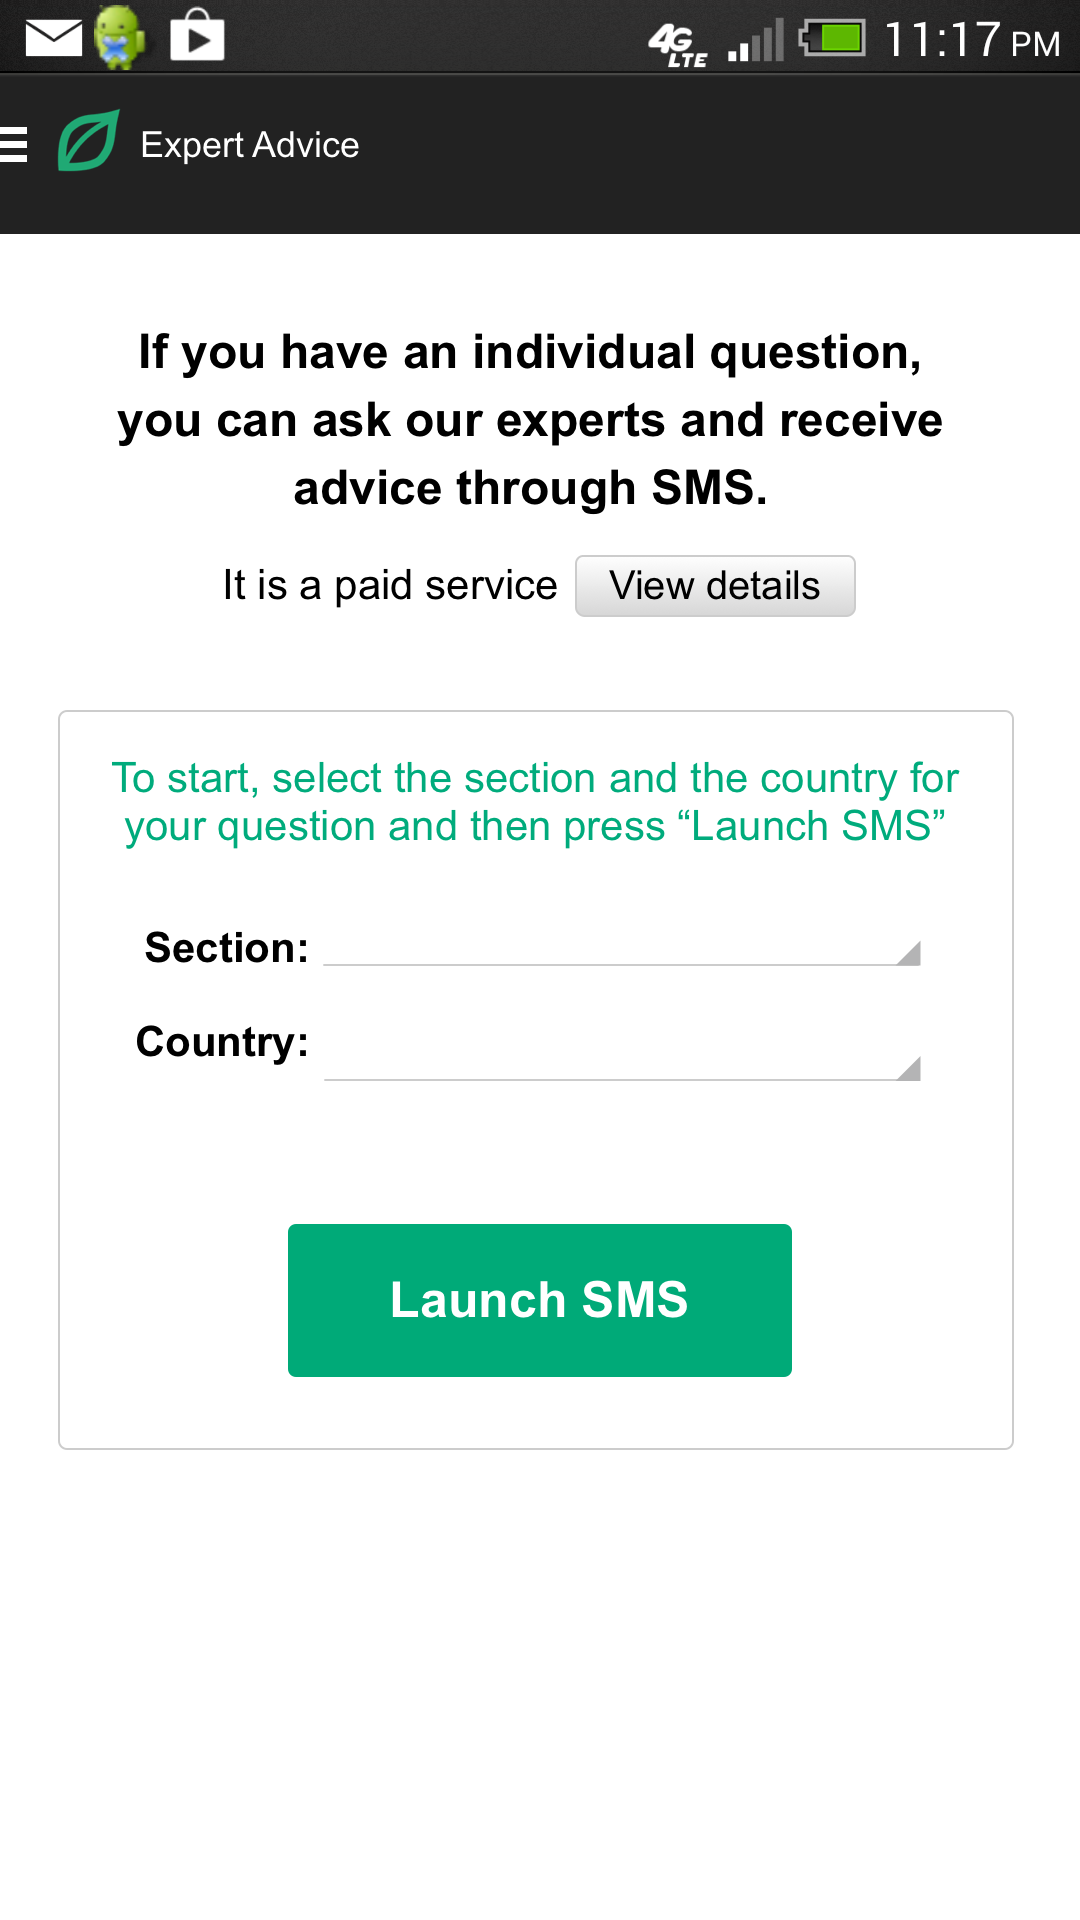 4G LTE 11:17 PM
Expert Advice
If you have an individual question,
you can ask our experts and receive
advice through SMS.
It is a paid service View details
To start, select the section and the country for
your question and then press “Launch SMS”
Section:
Country:
Launch SMS